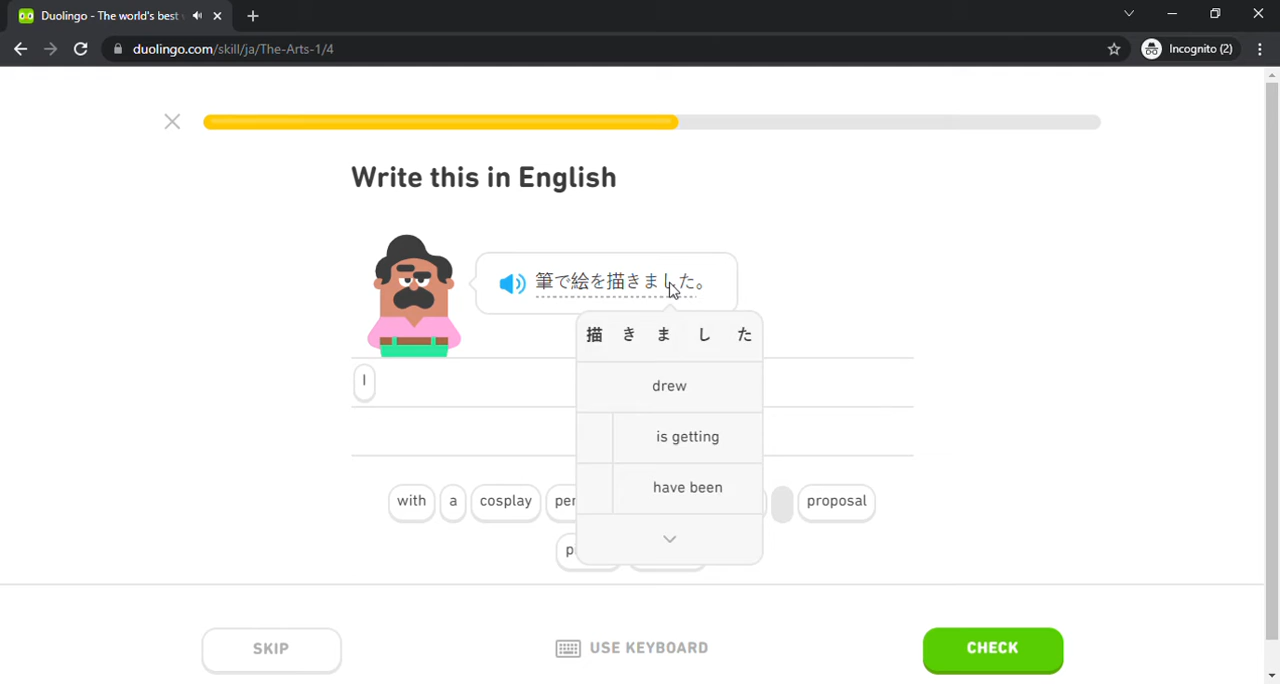 Duolingo - The world's best
duolingo.com/skill/ja/The-Arts-1/4
Incognito (2)
Write this in English
筆で絵を描きました。
描きました
drew
I
is getting
have been
with a cosplay proposal
SKIP
USE KEYBOARD
CHECK